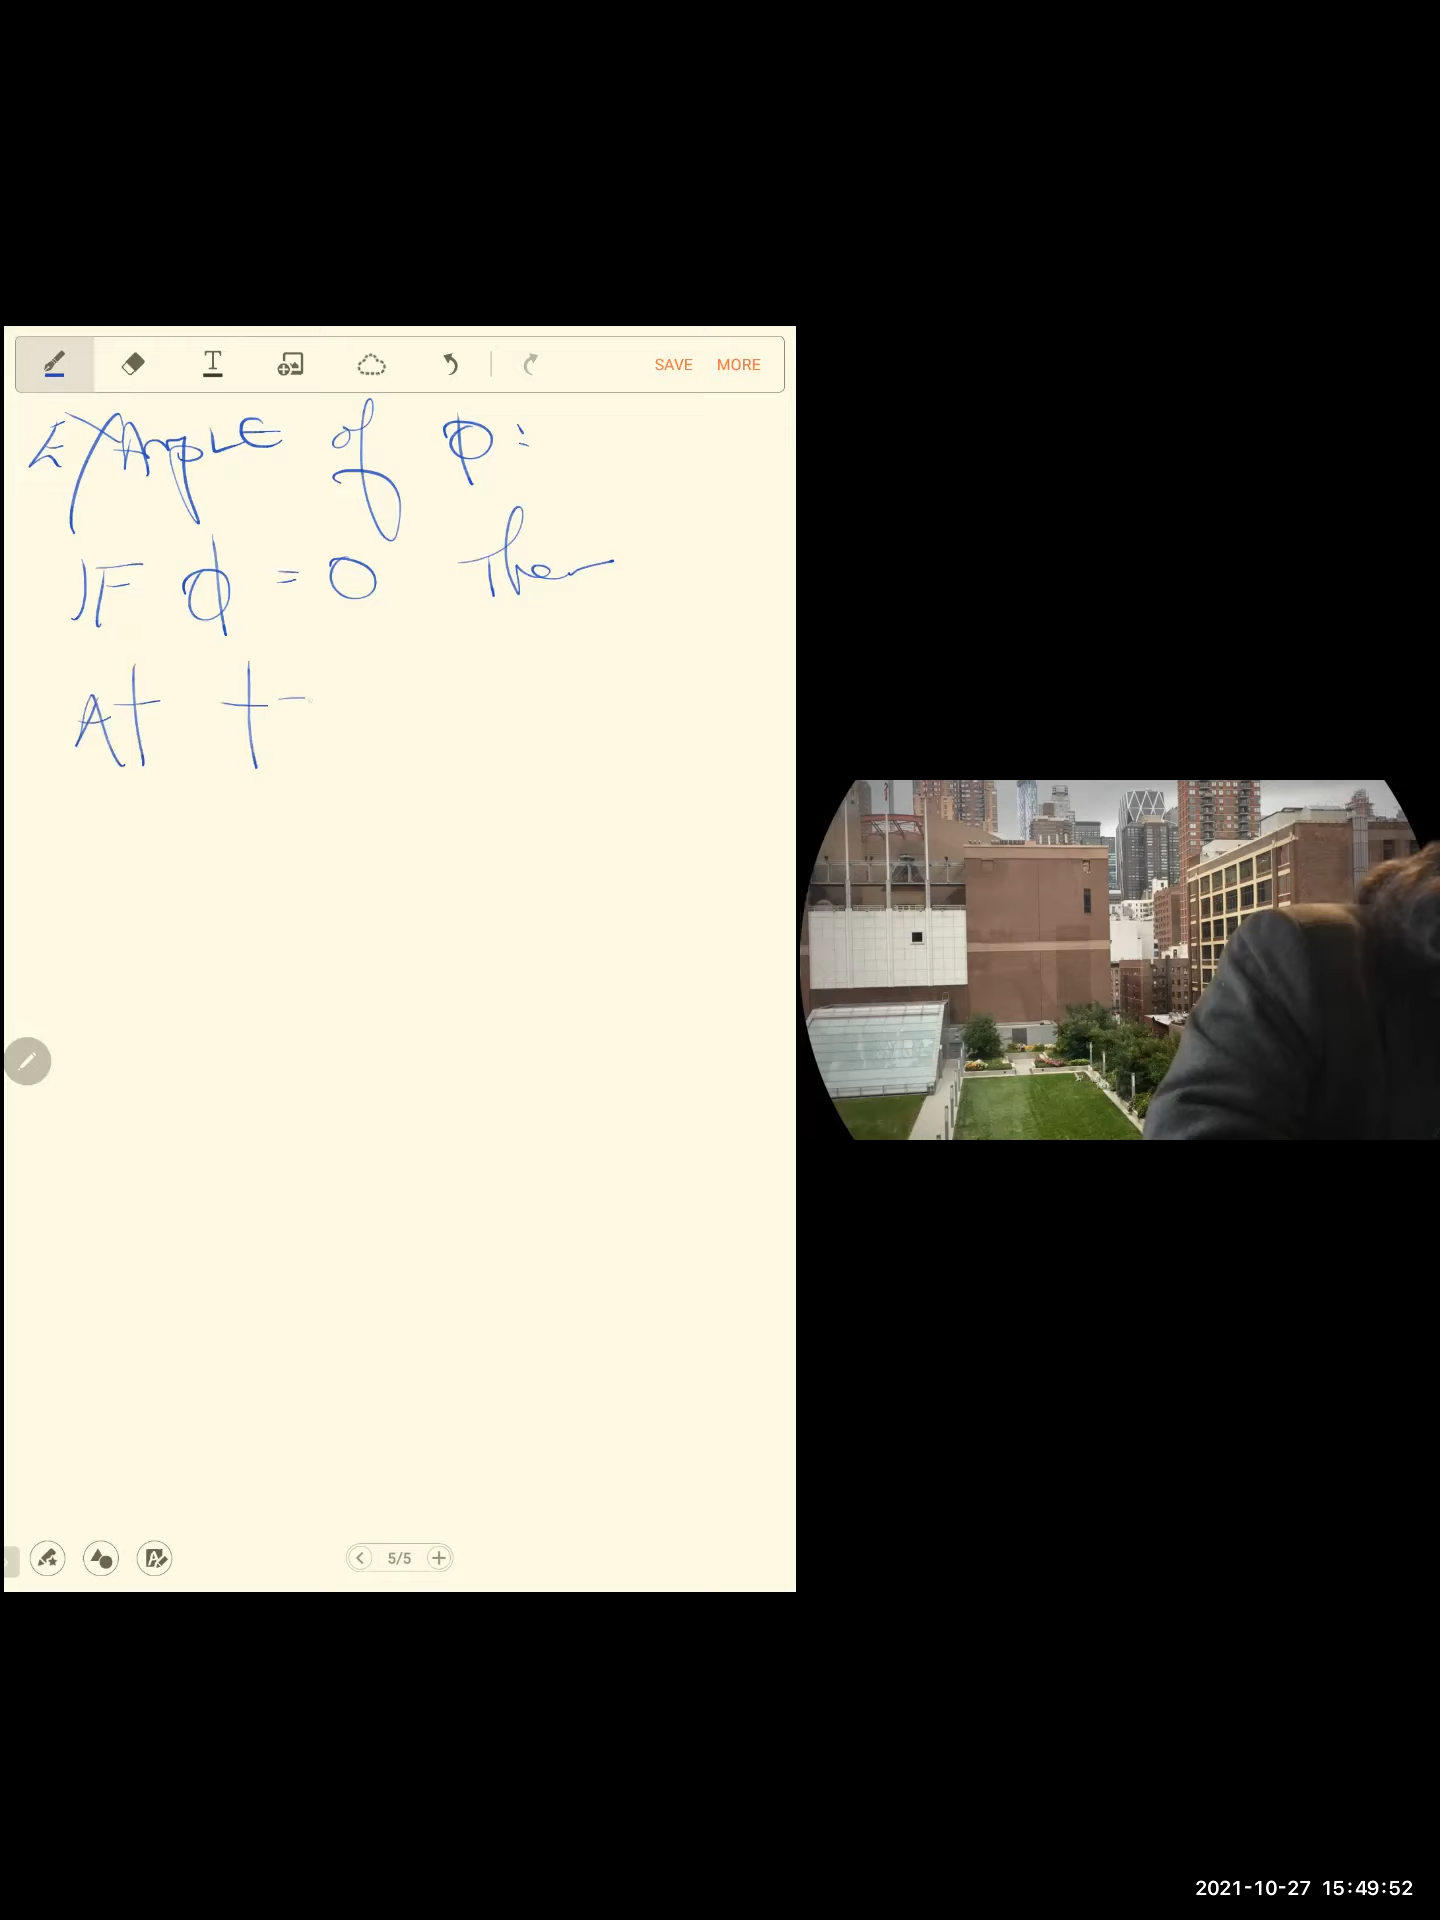 SAVE MORE
EXAMPLE of φ:
IF φ = 0 Then
At t -
5/5
2021-10-27 15:49:52